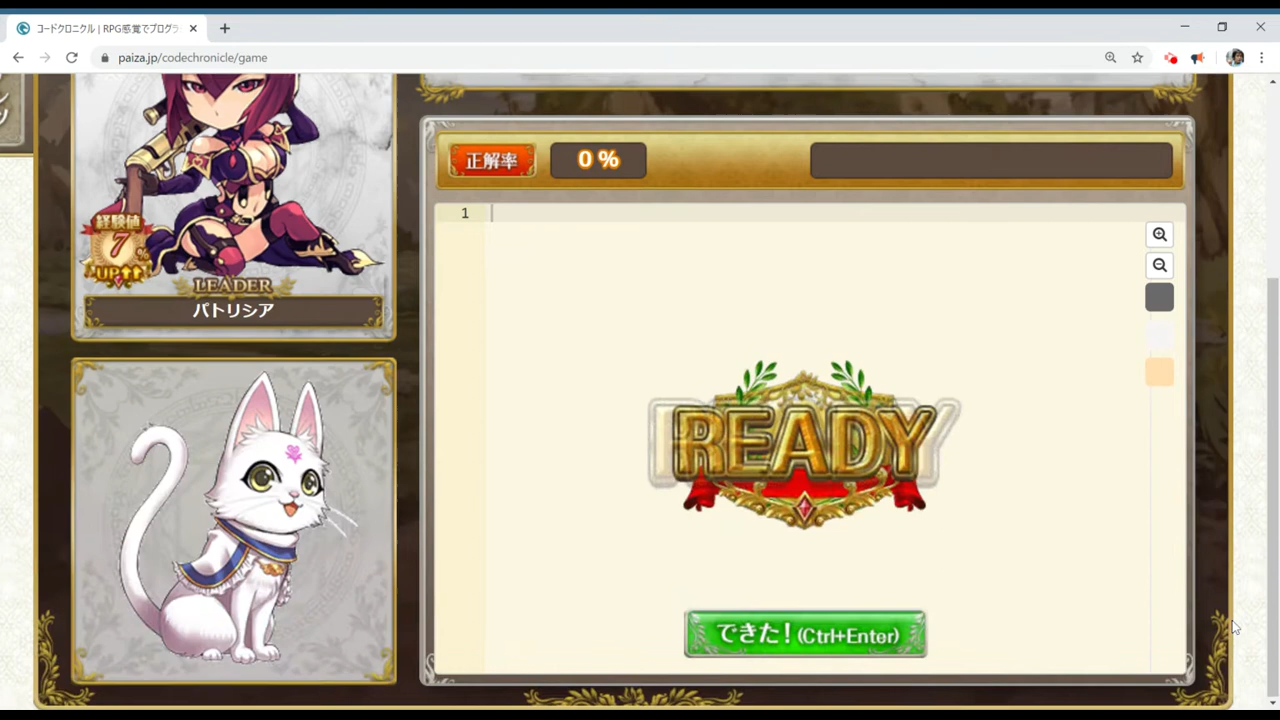 コードクロニクル | RPG感覚でプログラ
paiza.jp/codechronicle/game
経験値
7%
UP
LEADER
パトリシア
正解率
0 %
1
READY
できた!(Ctrl+Enter)